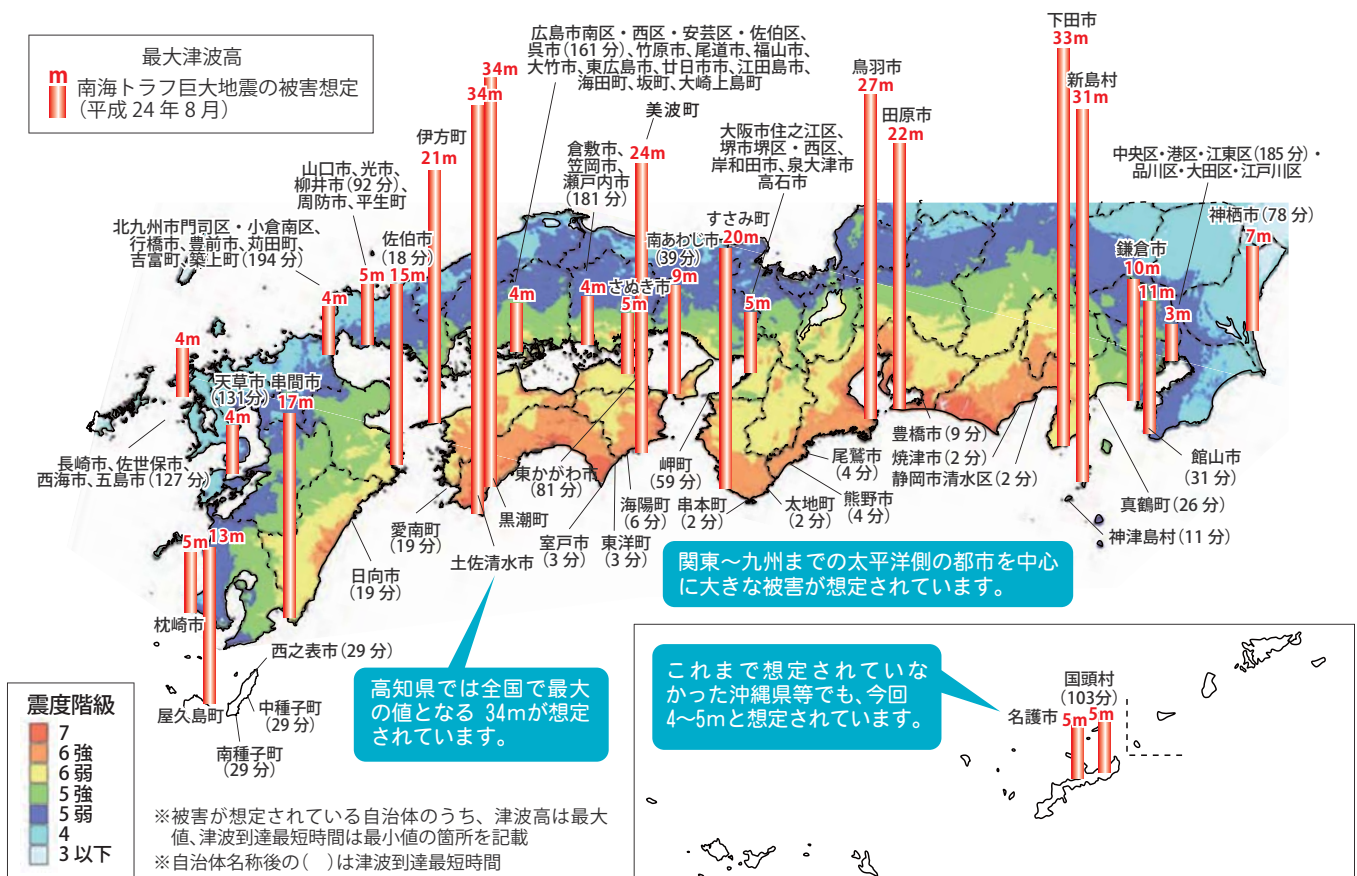 最大津波高
m
南海トラフ巨大地震の被害想定
(平成24年8月)
広島市南区・西区・安芸区・佐伯区、
呉市(161分)、竹原市、尾道市、福山市、
大竹市、東広島市、廿日市市、江田島市、
海田町、坂町、大崎上島町
4m
34m
34m
伊方町
21m
山口市、光市、
柳井市(92分)、
周防市、平生町
5m
佐伯市
(18分)
15m
北九州市門司区・小倉南区、
行橋市、豊前市、苅田町、
吉富町、築上町(194分)
4m
倉敷市、
笠岡市、
瀬戸内市
(181分)
4m
美波町
24m
さぬき市
5m
南あわじ市
(39分)
9m
すさみ町
20m
大阪市住之江区、
堺市堺区・西区、
岸和田市、泉大津市
高石市
5m
鳥羽市
27m
田原市
22m
下田市
33m
新島村
31m
中央区・港区・江東区(185分)・
品川区・大田区・江戸川区
3m
神栖市(78分)
7m
鎌倉市
10m
11m
館山市
(31分)
真鶴町(26分)
神津島村(11分)
豊橋市(9分)
焼津市(2分)
静岡市清水区(2分)
尾鷲市
(4分)
熊野市
(4分)
太地町
(2分)
串本町
(2分)
岬町
(59分)
東かがわ市
(81分)
海陽町
(6分)
東洋町
(3分)
室戸市
(3分)
黒潮町
土佐清水市
愛南町
(19分)
日向市
(19分)
4m
長崎市、佐世保市、
西海市、五島市(127分)
天草市
(131分)
4m
串間市
17m
5m
枕崎市
13m
屋久島町
西之表市(29分)
中種子町
(29分)
南種子町
(29分)
関東〜九州までの太平洋側の都市を中心
に大きな被害が想定されています。
高知県では全国で最大
の値となる 34mが想定
されています。
これまで想定されていな
かった沖縄県等でも、今回
4〜5mと想定されています。
国頭村
(103分)
5m
名護市
5m
震度階級
7
6強
6弱
5強
5弱
4
3以下
※被害が想定されている自治体のうち、津波高は最大
値、津波到達最短時間は最小値の箇所を記載
※自治体名称後の( )は津波到達最短時間